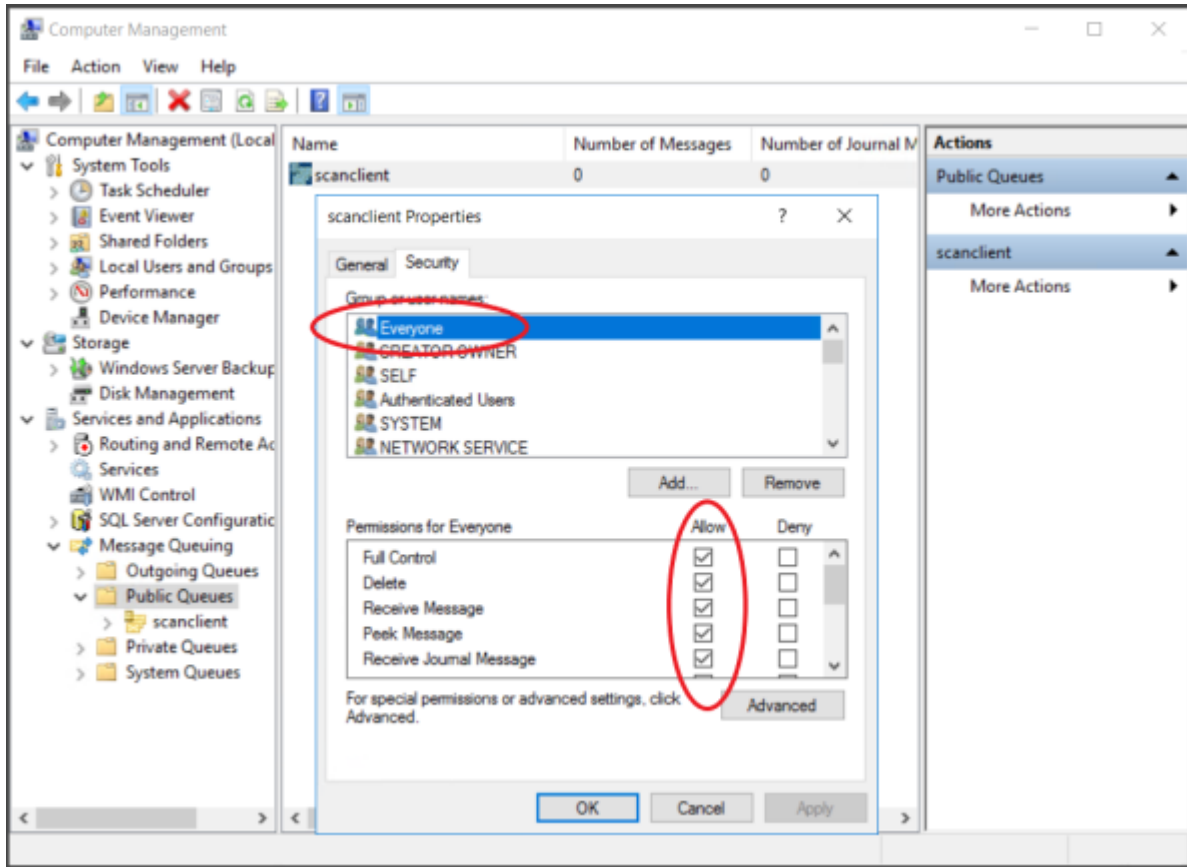 Computer Management
File Action View Help
Computer Management (Local
System Tools
Task Scheduler
Event Viewer
Shared Folders
Local Users and Groups
Performance
Device Manager
Storage
Windows Server Backup
Disk Management
Services and Applications
Routing and Remote Ac
Services
WMI Control
SQL Server Configuratic
Message Queuing
Outgoing Queues
Public Queues
scanclient
Private Queues
System Queues
Name Number of Messages Number of Journal M
scanclient 0 0
scanclient Properties
General Security
Group or user names:
Everyone
CREATOR OWNER
SELF
Authenticated Users
SYSTEM
NETWORK SERVICE
Add... Remove
Permissions for Everyone Allow Deny
Full Control
Delete
Receive Message
Peek Message
Receive Journal Message
For special permissions or advanced settings, click
Advanced.
Advanced
OK Cancel Apply
Actions
Public Queues
More Actions
scanclient
More Actions